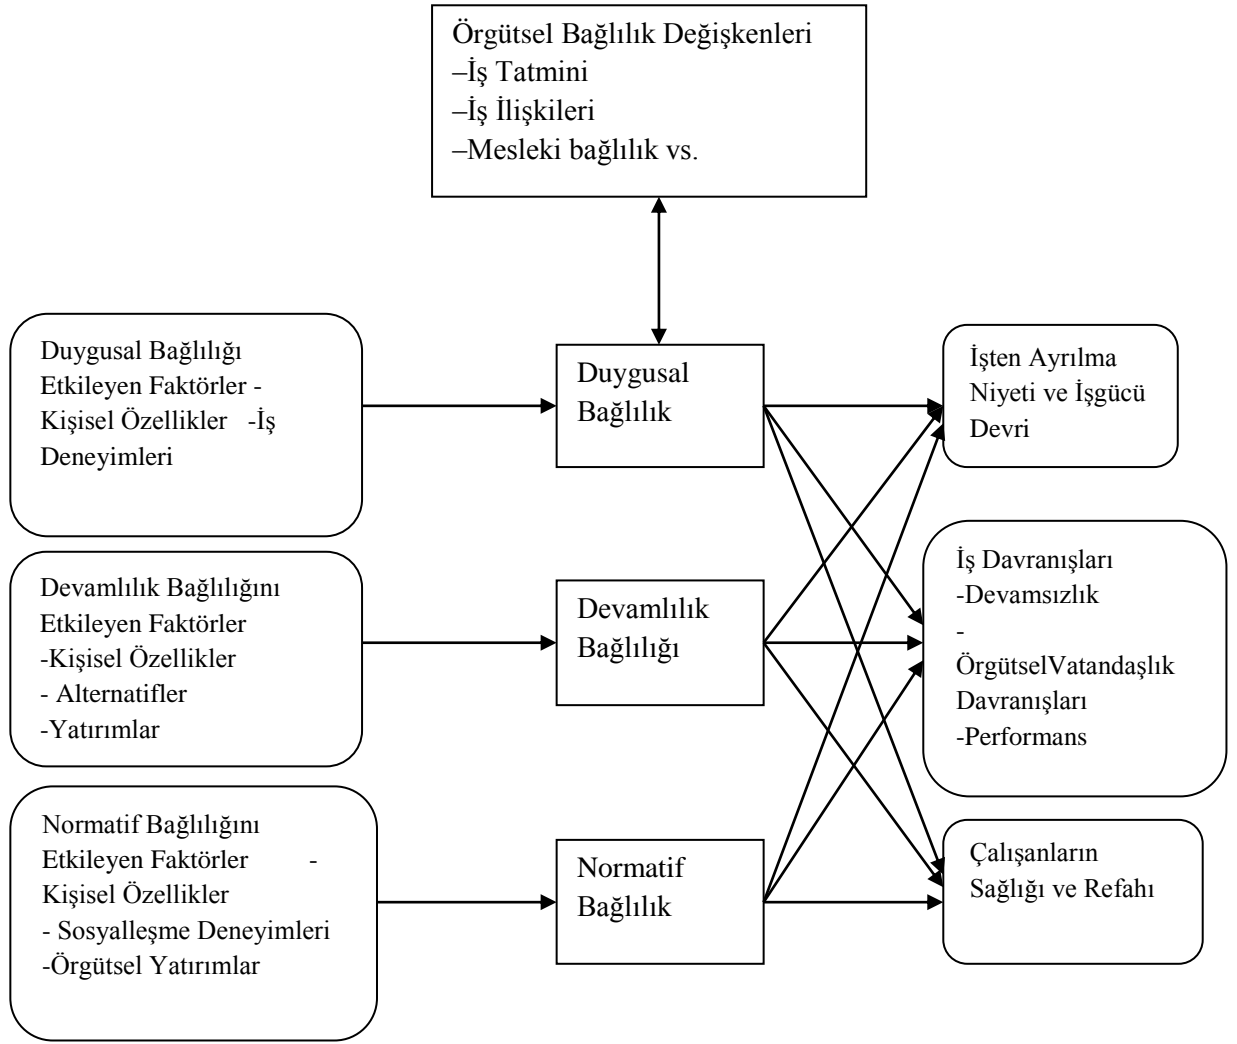 Örgütsel Bağlılık Değişkenleri
–İş Tatmini
–İş İlişkileri
–Mesleki bağlılık vs.
Duygusal Bağlılığı
Etkileyen Faktörler -
Kişisel Özellikler -İş
Deneyimleri
Duygusal
Bağlılık
İşten Ayrılma
Niyeti ve İşgücü
Devri
Devamlılık Bağlılığını
Etkileyen Faktörler
-Kişisel Özellikler
- Alternatifler
-Yatırımlar
Devamlılık
Bağlılığı
İş Davranışları
-Devamsızlık
-
ÖrgütselVatandaşlık
Davranışları
-Performans
Normatif Bağlılığını
Etkileyen Faktörler -
Kişisel Özellikler
- Sosyalleşme Deneyimleri
-Örgütsel Yatırımlar
Normatif
Bağlılık
Çalışanların
Sağlığı ve Refahı